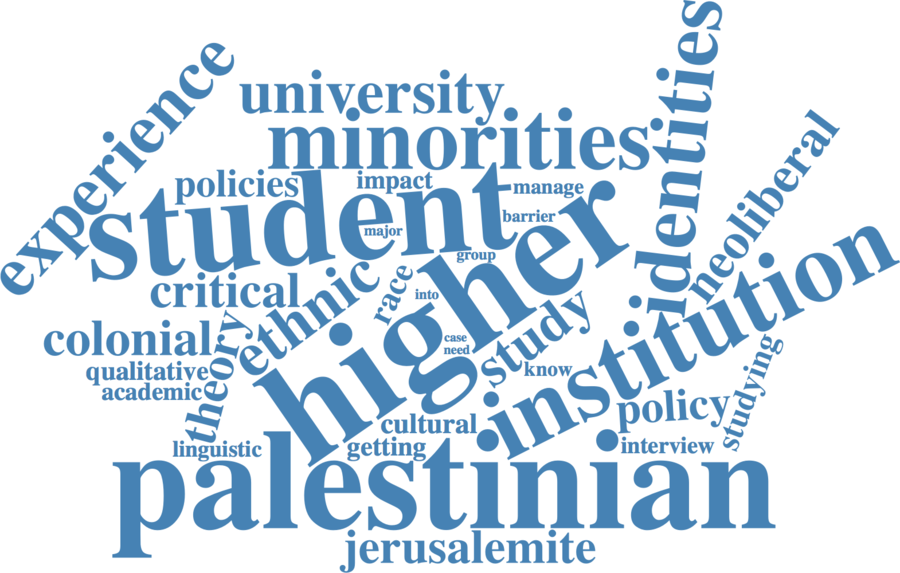 identities
experience
university
minorities
neoliberal
policies
impact
manage
student
barrier
major
higher
group
institution
critical
ethnic
race
into
colonial
theory
study
case
need
know
studying
qualitative
academic
policy
cultural
linguistic
getting
interview
palestinian
jerusalemite